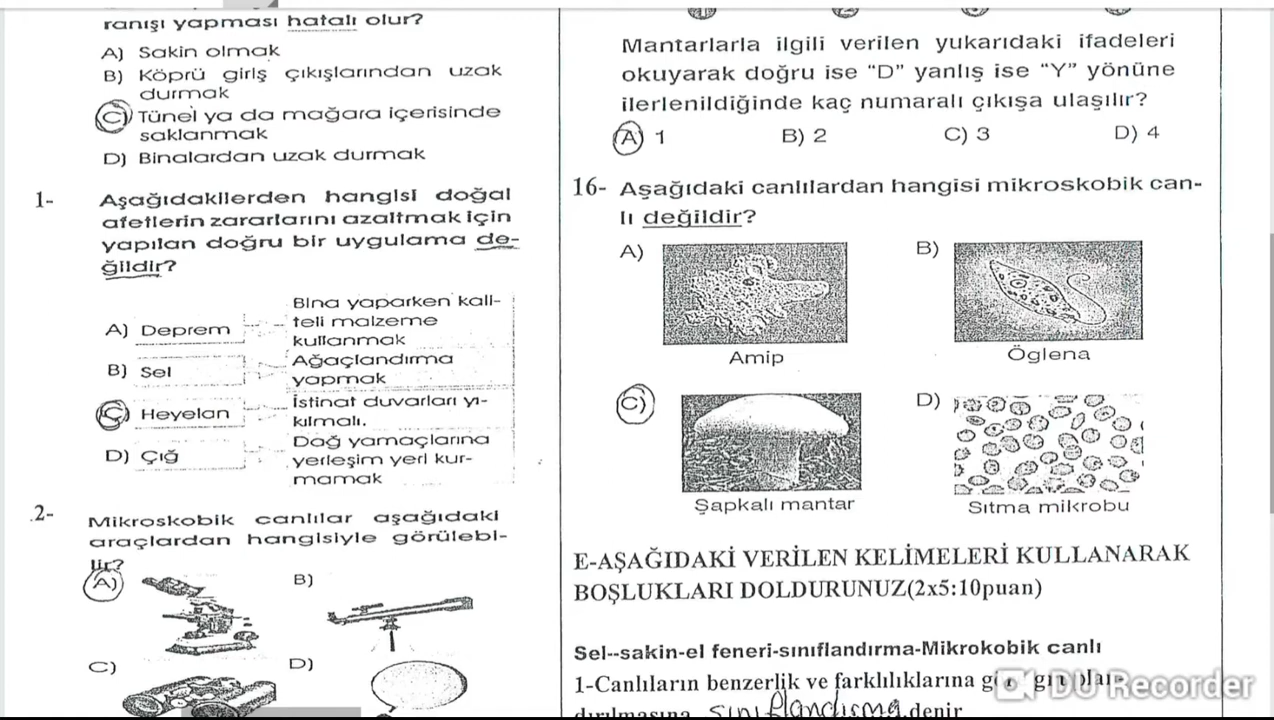 ranışı yapması hatalı olur?
A) Sakin olmak
B) Köprü giriş çıkışlarından uzak
durmak
C) Tünel ya da mağara içerisinde
saklanmak
D) Binalardan uzak durmak
1- Aşağıdakilerden hangisi doğal
afetlerin zararlarını azaltmak için
yapılan doğru bir uygulama de-
ğildir?
A) Deprem
Bina yaparken kali-
teli malzeme
kullanmak
B) Sel
Ağaçlandırma
yapmak
C) Heyelan
İstinat duvarları yı-
kılmalı.
D) Çığ
Dağ yamaçlarına
yerleşim yeri kur-
mamak
2- Mikroskobik canlılar aşağıdaki
araçlardan hangisiyle görülebi-
lir?
A)
B)
C)
D)
1 2 3 4
Mantarlarla ilgili verilen yukarıdaki ifadeleri
okuyarak doğru ise "D" yanlış ise "Y" yönüne
ilerlenildiğinde kaç numaralı çıkışa ulaşılır?
A) 1 B) 2 C) 3 D) 4
16- Aşağıdaki canlılardan hangisi mikroskobik can-
lı değildir?
A)
B)
Amip
Öglena
C)
D)
Şapkalı mantar
Sıtma mikrobu
E-AŞAĞIDAKİ VERİLEN KELİMELERİ KULLANARAK
BOŞLUKLARI DOLDURUNUZ(2x5:10puan)
Sel--sakin-el feneri-sınıflandırma-Mikrokobik canlı
1-Canlıların benzerlik ve farklılıklarına
dırılmasına sınıflandırma denir
DU Recorder